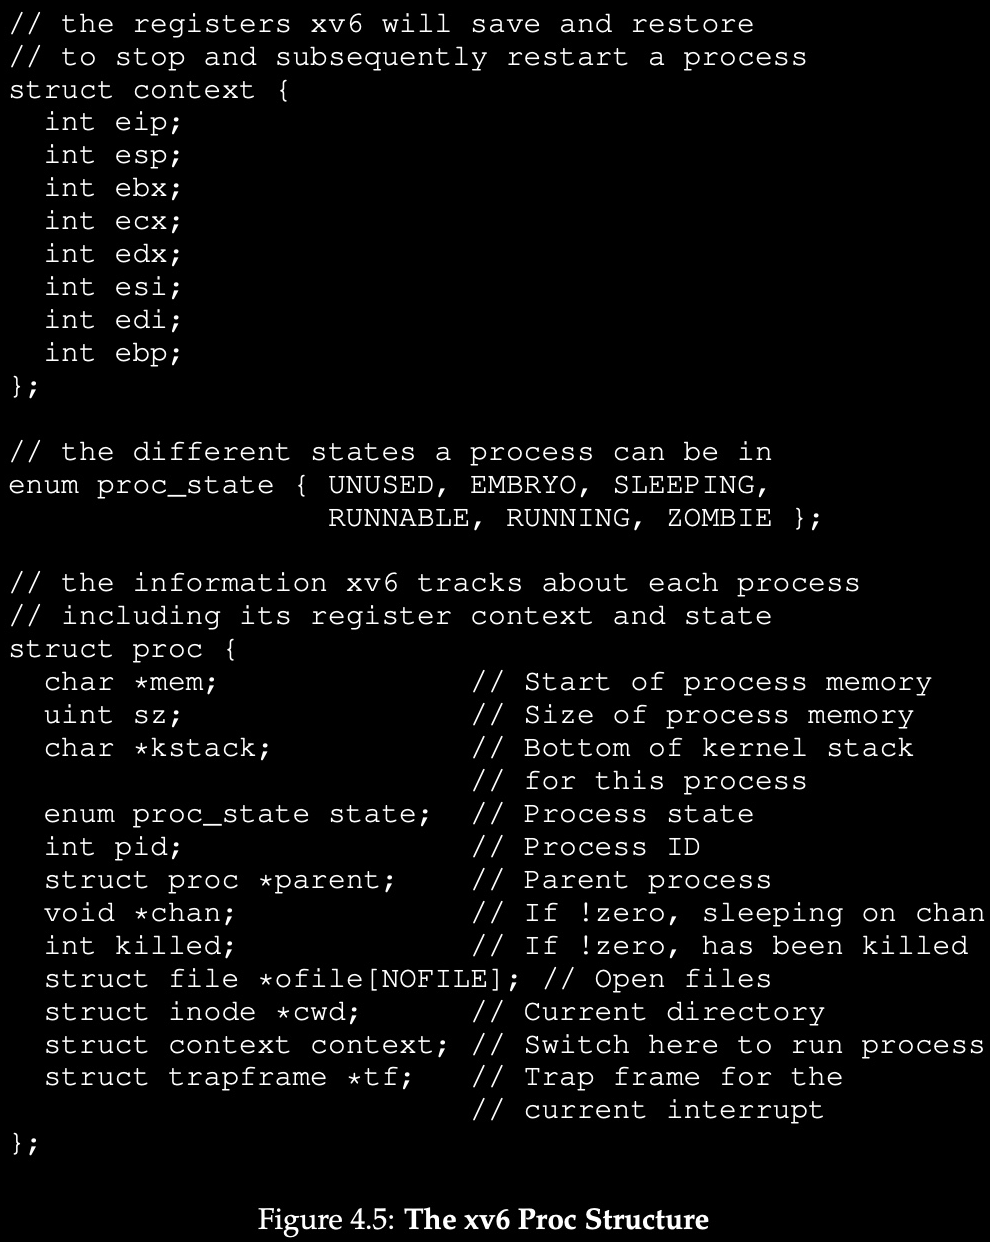 // the registers xv6 will save and restore
// to stop and subsequently restart a process
struct context {
  int eip;
  int esp;
  int ebx;
  int ecx;
  int edx;
  int esi;
  int edi;
  int ebp;
};

// the different states a process can be in
enum proc_state { UNUSED, EMBRYO, SLEEPING,
                  RUNNABLE, RUNNING, ZOMBIE };

// the information xv6 tracks about each process
// including its register context and state
struct proc {
  char *mem;              // Start of process memory
  uint sz;                // Size of process memory
  char *kstack;           // Bottom of kernel stack
                          // for this process
  enum proc_state state;  // Process state
  int pid;                // Process ID
  struct proc *parent;    // Parent process
  void *chan;             // If !zero, sleeping on chan
  int killed;             // If !zero, has been killed
  struct file *ofile[NOFILE]; // Open files
  struct inode *cwd;      // Current directory
  struct context context; // Switch here to run process
  struct trapframe *tf;   // Trap frame for the
                          // current interrupt
};

Figure 4.5: The xv6 Proc Structure